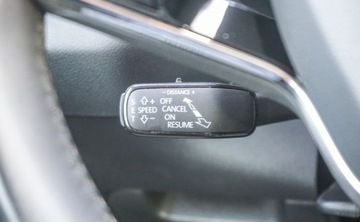 - DISTANCE +
S + OFF
E SPEED CANCEL
ON
T - RESUME